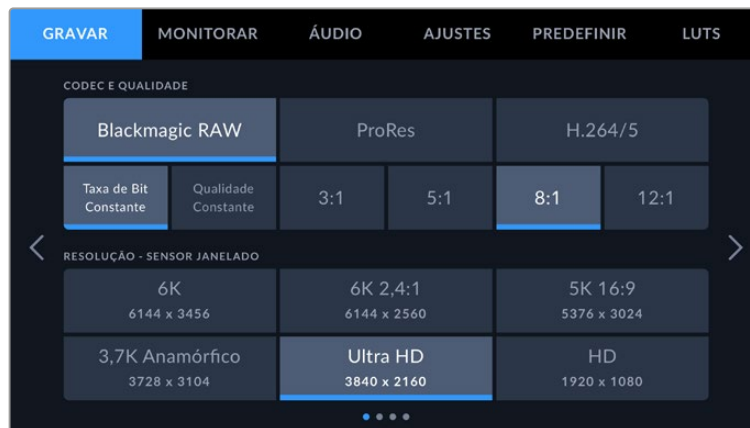 GRAVAR MONITORAR ÁUDIO AJUSTES PREDEFINIR LUTS
CODEC E QUALIDADE
Blackmagic RAW ProRes H.264/5
Taxa de Bit Constante Qualidade Constante 3:1 5:1 8:1 12:1
RESOLUÇÃO - SENSOR JANELADO
6K 6K 2,4:1 5K 16:9
6144 x 3456 6144 x 2560 5376 x 3024
3,7K Anamórfico Ultra HD HD
3728 x 3104 3840 x 2160 1920 x 1080